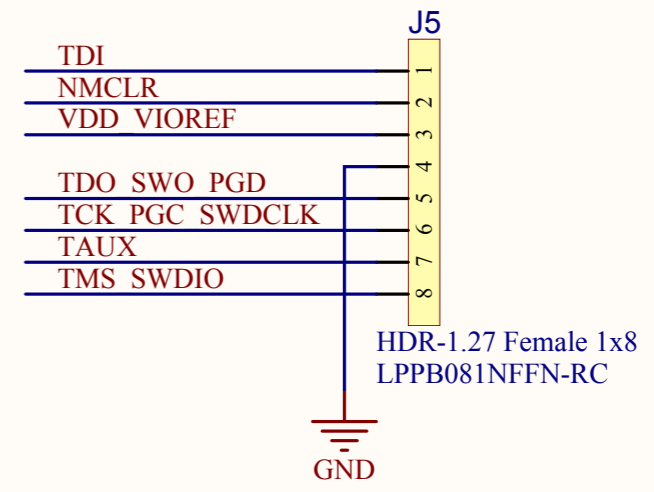 J5
TDI 1
NMCLR 2
VDD_VIOREF 3
4
TDO_SWO_PGD 5
TCK_PGC_SWDCLK 6
TAUX 7
TMS_SWDIO 8
HDR-1.27 Female 1x8
LPPB081NFFN-RC
GND